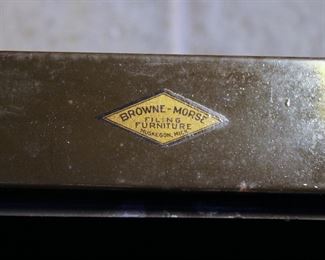 BROWNE-MORSE
FILING
FURNITURE
MUSKEGON, MICH.